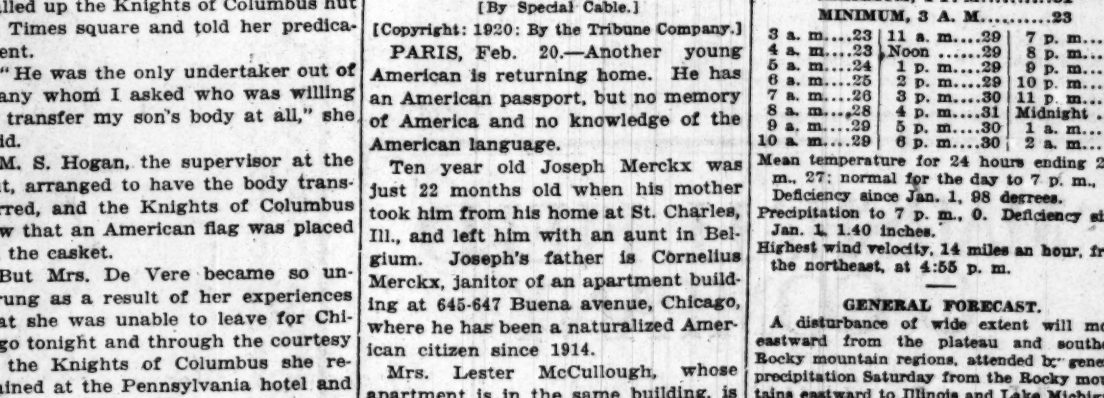 lled up the Knights of Columbus hut
Times square and told her predica-
ent.
"He was the only undertaker out of
any whom I asked who was willing
transfer my son's body at all," she
id.
M. S. Hogan, the supervisor at the
t, arranged to have the body trans-
rred, and the Knights of Columbus
w that an American flag was placed
the casket.
But Mrs. De Vere became so un-
rung as a result of her experiences
at she was unable to leave for Chi-
go tonight and through the courtesy
the Knights of Columbus she re-
ained at the Pennsylvania hotel and
[By Special Cable.]
[Copyright: 1920: By the Tribune Company.]
PARIS, Feb. 20.—Another young
American is returning home. He has
an American passport, but no memory
of America and no knowledge of the
American language.
Ten year old Joseph Merckx was
just 22 months old when his mother
took him from his home at St. Charles,
Ill., and left him with an aunt in Bel-
gium. Joseph's father is Cornelius
Merckx, janitor of an apartment build-
ing at 645-647 Buena avenue, Chicago,
where he has been a naturalized Amer-
ican citizen since 1914.
Mrs. Lester McCullough, whose
apartment is in the same building, is
MINIMUM, 3 A. M..........23
3 a. m....23 | 11 a. m....29 | 7 p. m...
4 a. m....23 | Noon ....29 | 8 p. m...
5 a. m....24 | 1 p. m....29 | 9 p. m...
6 a. m....25 | 2 p. m....29 | 10 p. m...
7 a. m....26 | 3 p. m....30 | 11 p. m...
8 a. m....28 | 4 p. m....31 | Midnight .
9 a. m....29 | 5 p. m....30 | 1 a. m...
10 a. m....29 | 6 p. m....30 | 2 a. m...
Mean temperature for 24 hours ending
m., 27; normal for the day to 7 p. m.,
Deficiency since Jan. 1, 98 degrees.
Precipitation to 7 p. m., 0. Deficiency si
Jan. 1, 1.40 inches.
Highest wind velocity, 14 miles an hour, fr
the northeast, at 4:55 p. m.
GENERAL FORECAST.
A disturbance of wide extent will mo
eastward from the plateau and southe
Rocky mountain regions, attended by gene
precipitation Saturday from the Rocky mou
tains eastward to Illinois and Lake Michig